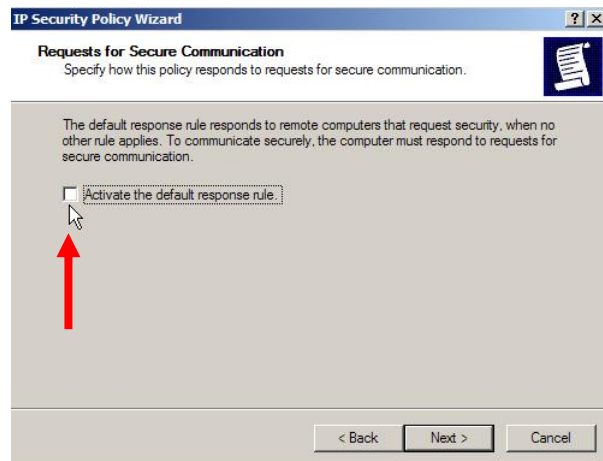 IP Security Policy Wizard
Requests for Secure Communication
Specify how this policy responds to requests for secure communication.
The default response rule responds to remote computers that request security, when no
other rule applies. To communicate securely, the computer must respond to requests for
secure communication.
Activate the default response rule.
< Back Next > Cancel